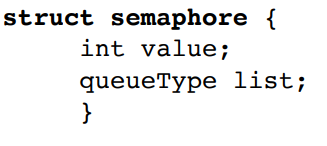 struct semaphore {
int value;
queueType list;
}